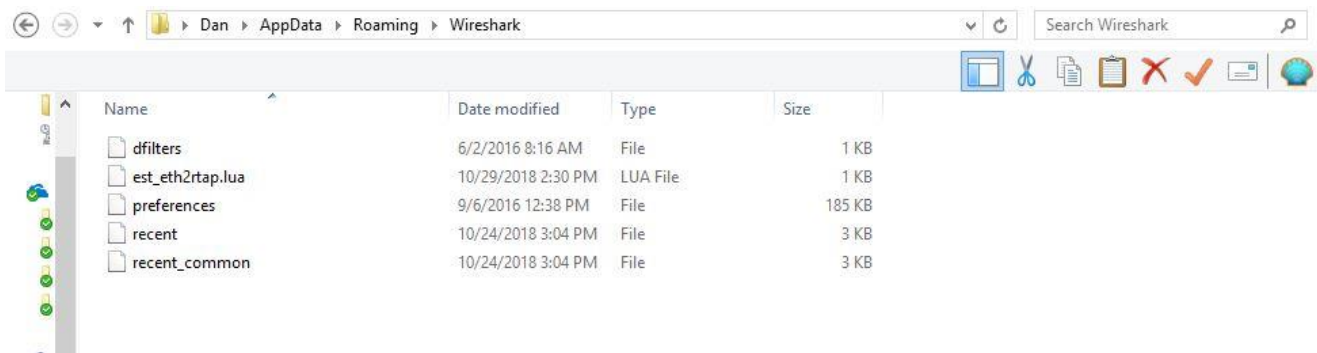 Dan AppData Roaming Wireshark Search Wireshark
Name Date modified Type Size
dfilters 6/2/2016 8:16 AM File 1 KB
est_eth2rtap.lua 10/29/2018 2:30 PM LUA File 1 KB
preferences 9/6/2016 12:38 PM File 185 KB
recent 10/24/2018 3:04 PM File 3 KB
recent_common 10/24/2018 3:04 PM File 3 KB